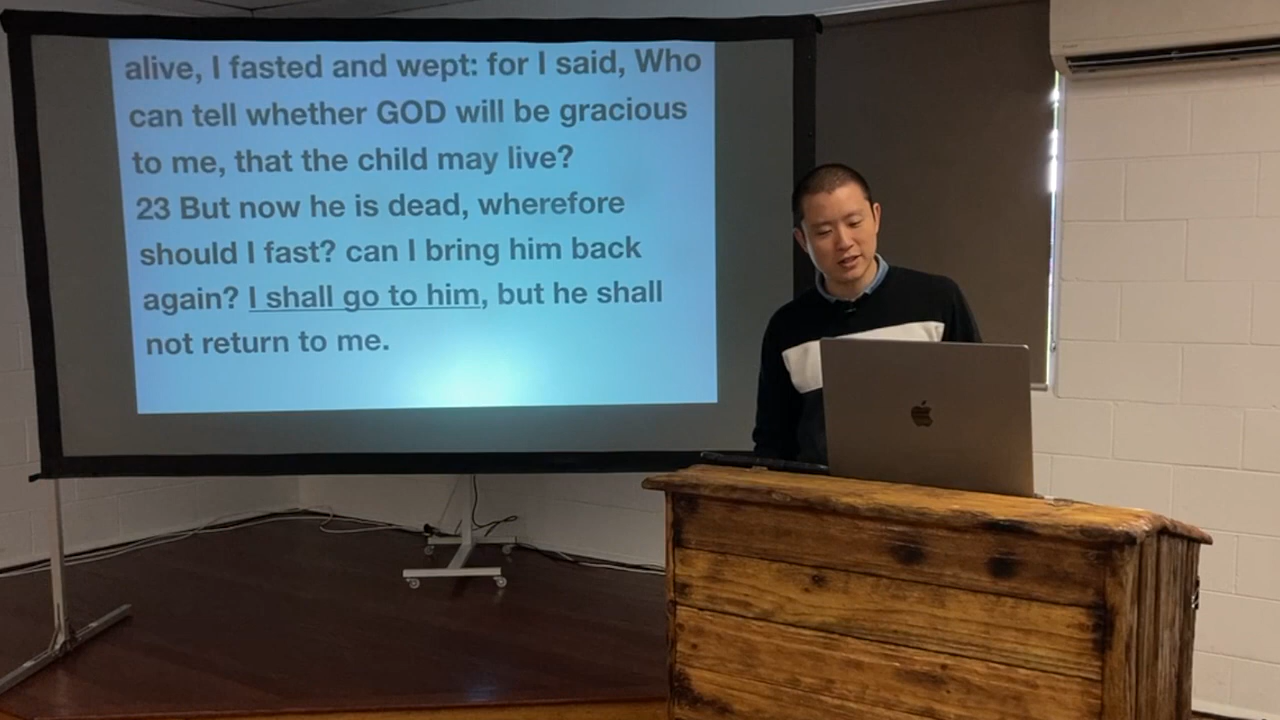 alive, I fasted and wept: for I said, Who
can tell whether GOD will be gracious
to me, that the child may live?
23 But now he is dead, wherefore
should I fast? can I bring him back
again? I shall go to him, but he shall
not return to me.